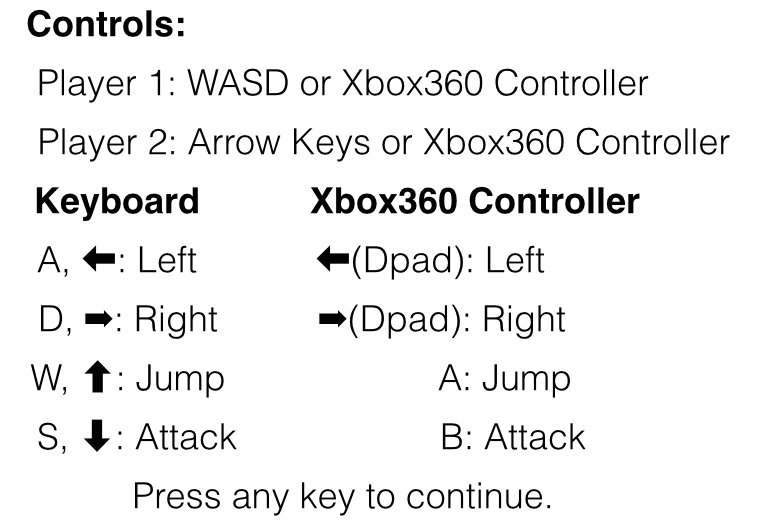 Controls:
Player 1: WASD or Xbox360 Controller
Player 2: Arrow Keys or Xbox360 Controller
Keyboard Xbox360 Controller
A, ⬅: Left ⬅(Dpad): Left
D, ➡: Right ➡(Dpad): Right
W, ⬆: Jump A: Jump
S, ⬇: Attack B: Attack
Press any key to continue.